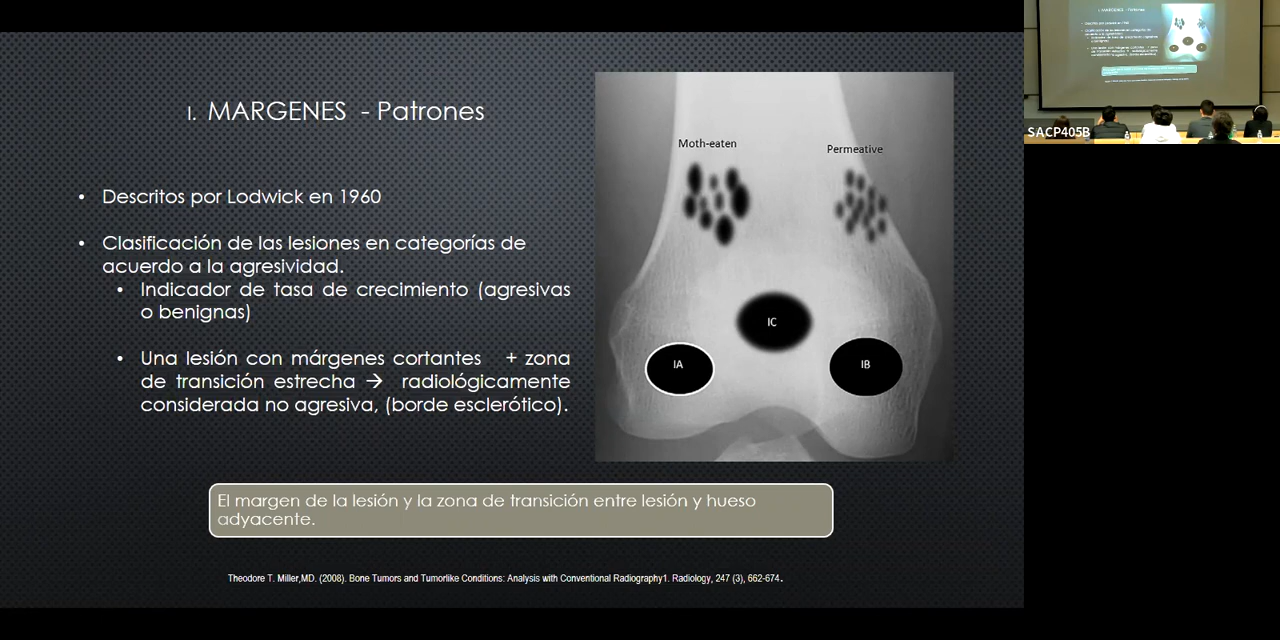 I. MARGENES - Patrones
• Descritos por Lodwick en 1960
• Clasificación de las lesiones en categorías de
acuerdo a la agresividad.
• Indicador de tasa de crecimiento (agresivas
o benignas)
• Una lesión con márgenes cortantes + zona
de transición estrecha → radiológicamente
considerada no agresiva, (borde esclerótico).
Moth-eaten
Permeative
IC
IA
IB
El margen de la lesión y la zona de transición entre lesión y hueso
adyacente.
Theodore T. Miller,MD. (2008). Bone Tumors and Tumorlike Conditions: Analysis with Conventional Radiography1. Radiology, 247 (3), 662-674.
I. MARGENES - Patrones
SACP405B